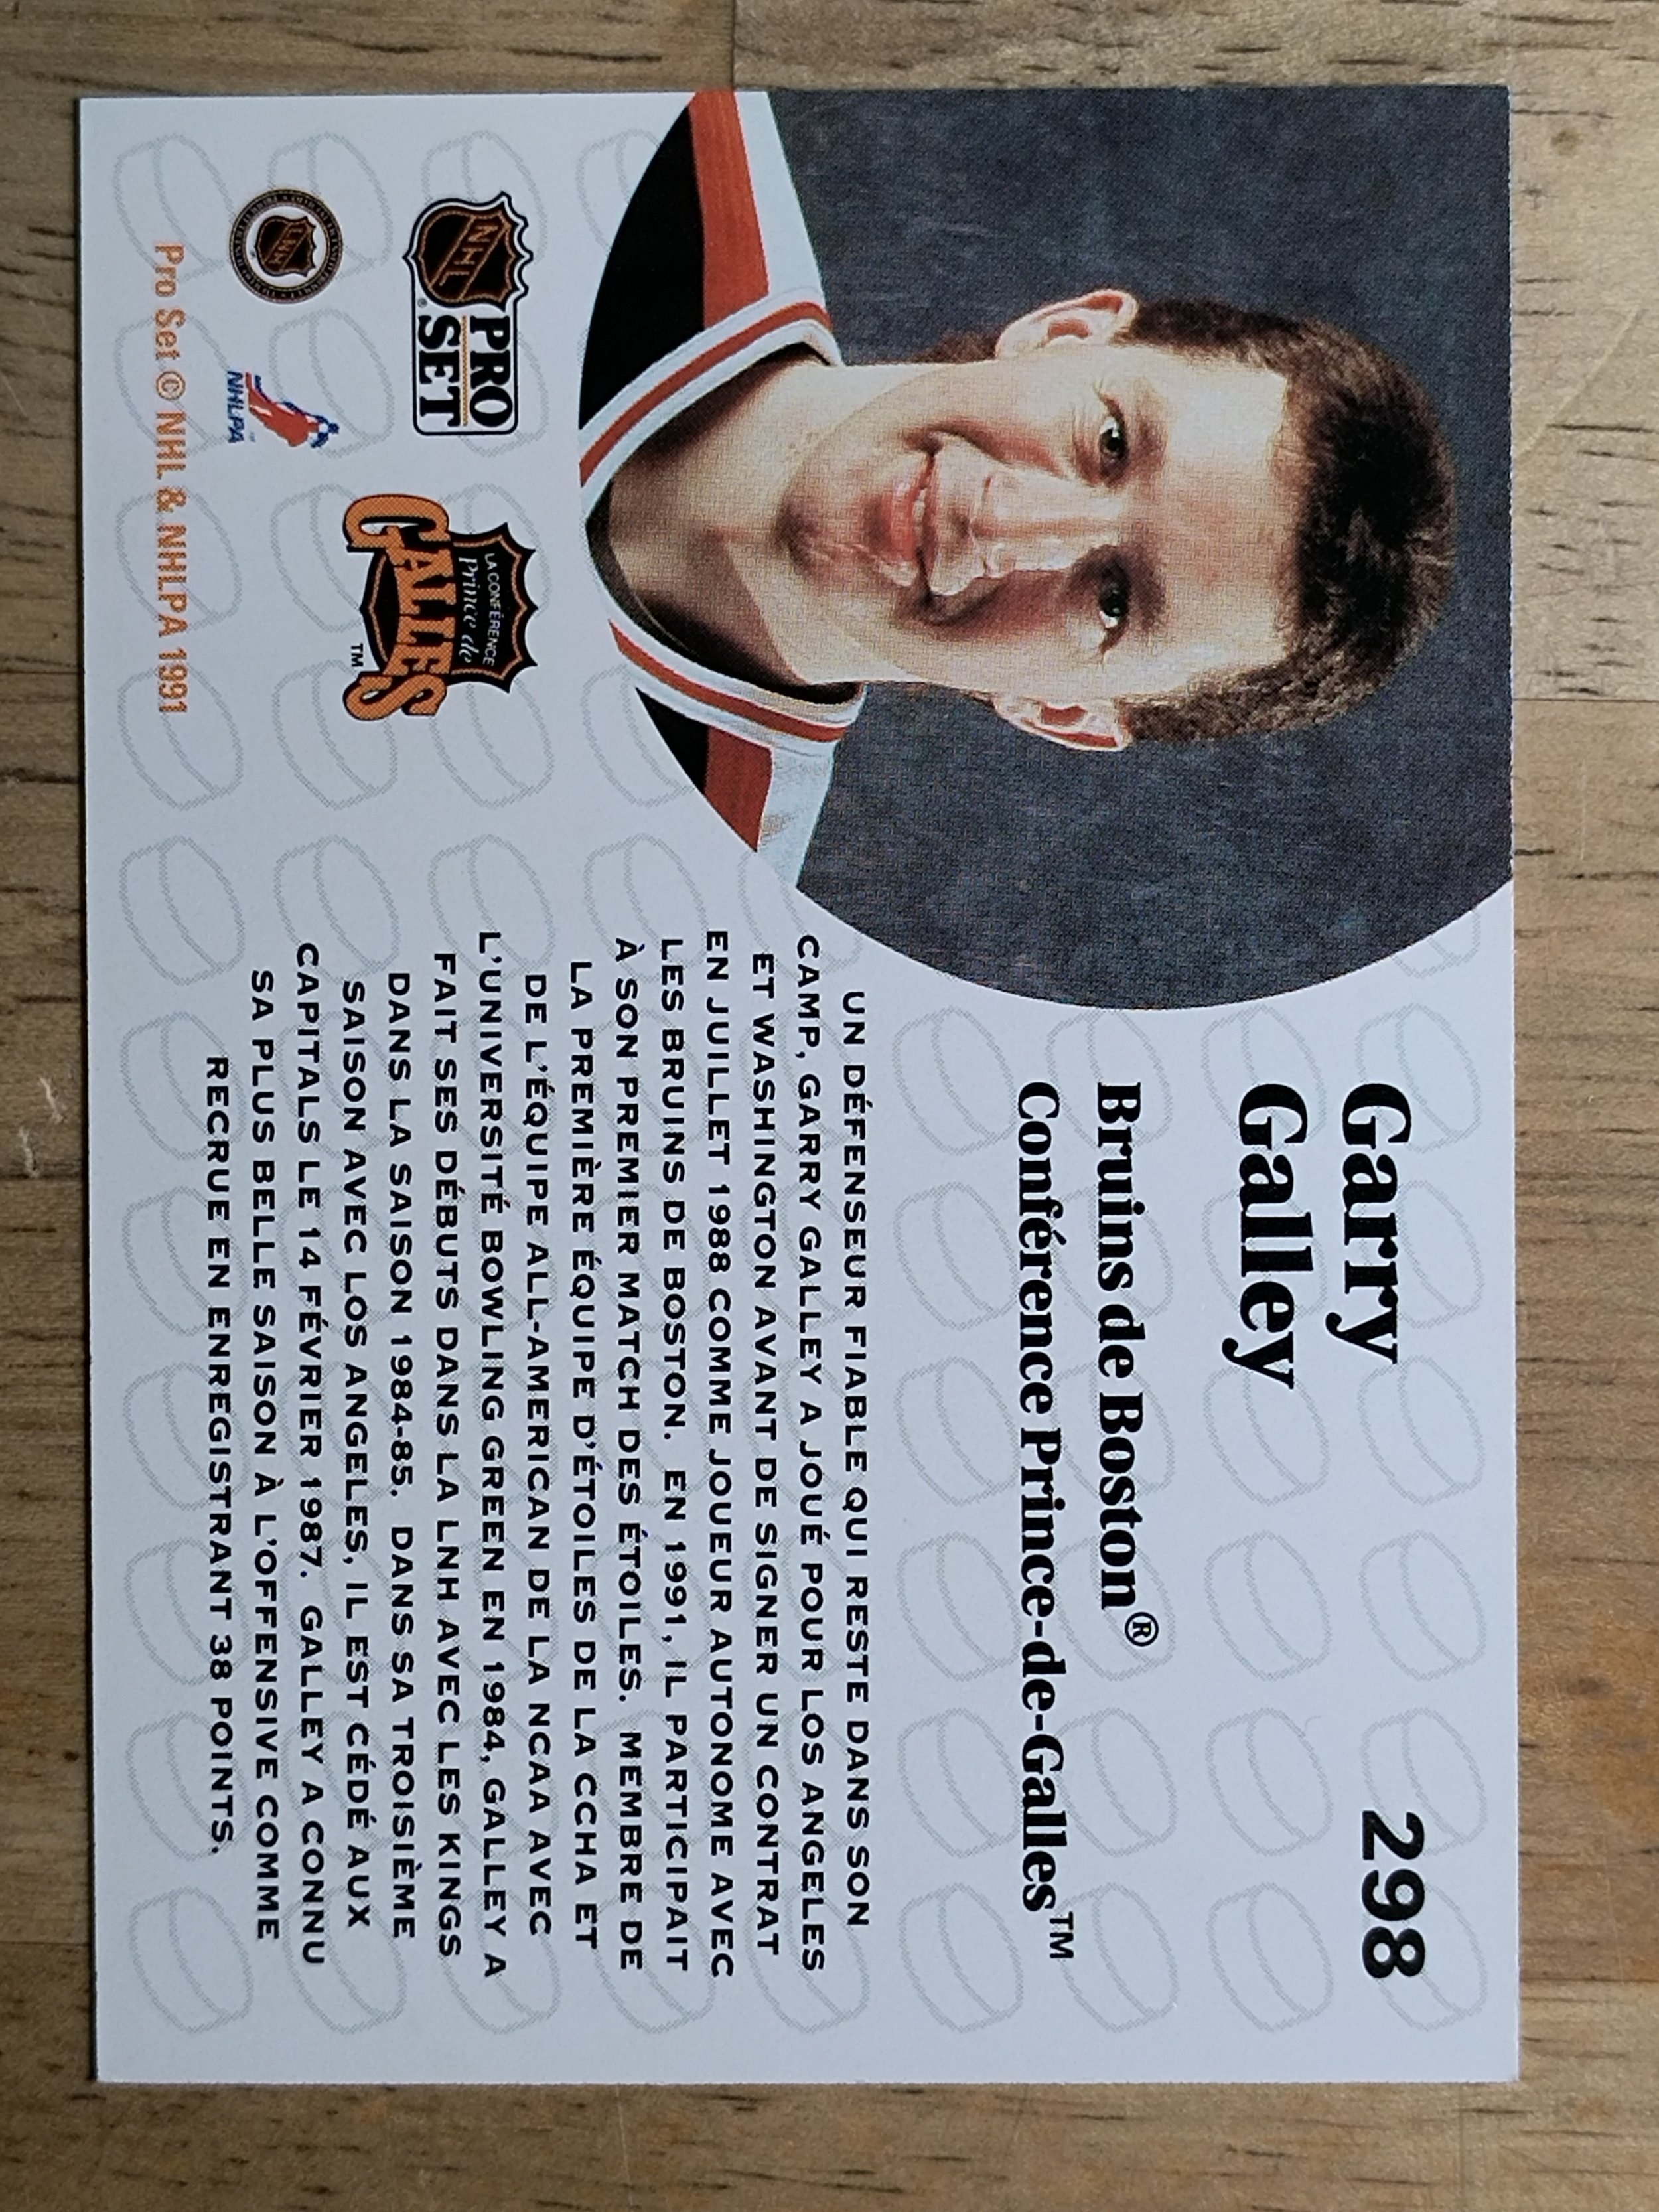 Garry
Galley
298
Bruins de Boston®
Conférence Prince-de-Galles™
UN DÉFENSEUR FIABLE QUI RESTE DANS SON
CAMP, GARRY GALLEY A JOUÉ POUR LOS ANGELES
ET WASHINGTON AVANT DE SIGNER UN CONTRAT
EN JUILLET 1988 COMME JOUEUR AUTONOME AVEC
LES BRUINS DE BOSTON. EN 1991, IL PARTICIPAIT
À SON PREMIER MATCH DES ÉTOILES. MEMBRE DE
LA PREMIÈRE ÉQUIPE D'ÉTOILES DE LA CCHA ET
DE L'ÉQUIPE ALL-AMERICAN DE LA NCAA AVEC
L'UNIVERSITÉ BOWLING GREEN EN 1984, GALLEY A
FAIT SES DÉBUTS DANS LA LNH AVEC LES KINGS
DANS LA SAISON 1984-85. DANS SA TROISIÈME
SAISON AVEC LOS ANGELES, IL EST CÉDÉ AUX
CAPITALS LE 14 FÉVRIER 1987. GALLEY A CONNU
SA PLUS BELLE SAISON À L'OFFENSIVE COMME
RECRUE EN ENREGISTRANT 38 POINTS.
NHL®
PRO
SET
LA CONFÉRENCE
Prince de
GALLES™
LNH
NHLPA™
Pro Set © NHL & NHLPA 1991